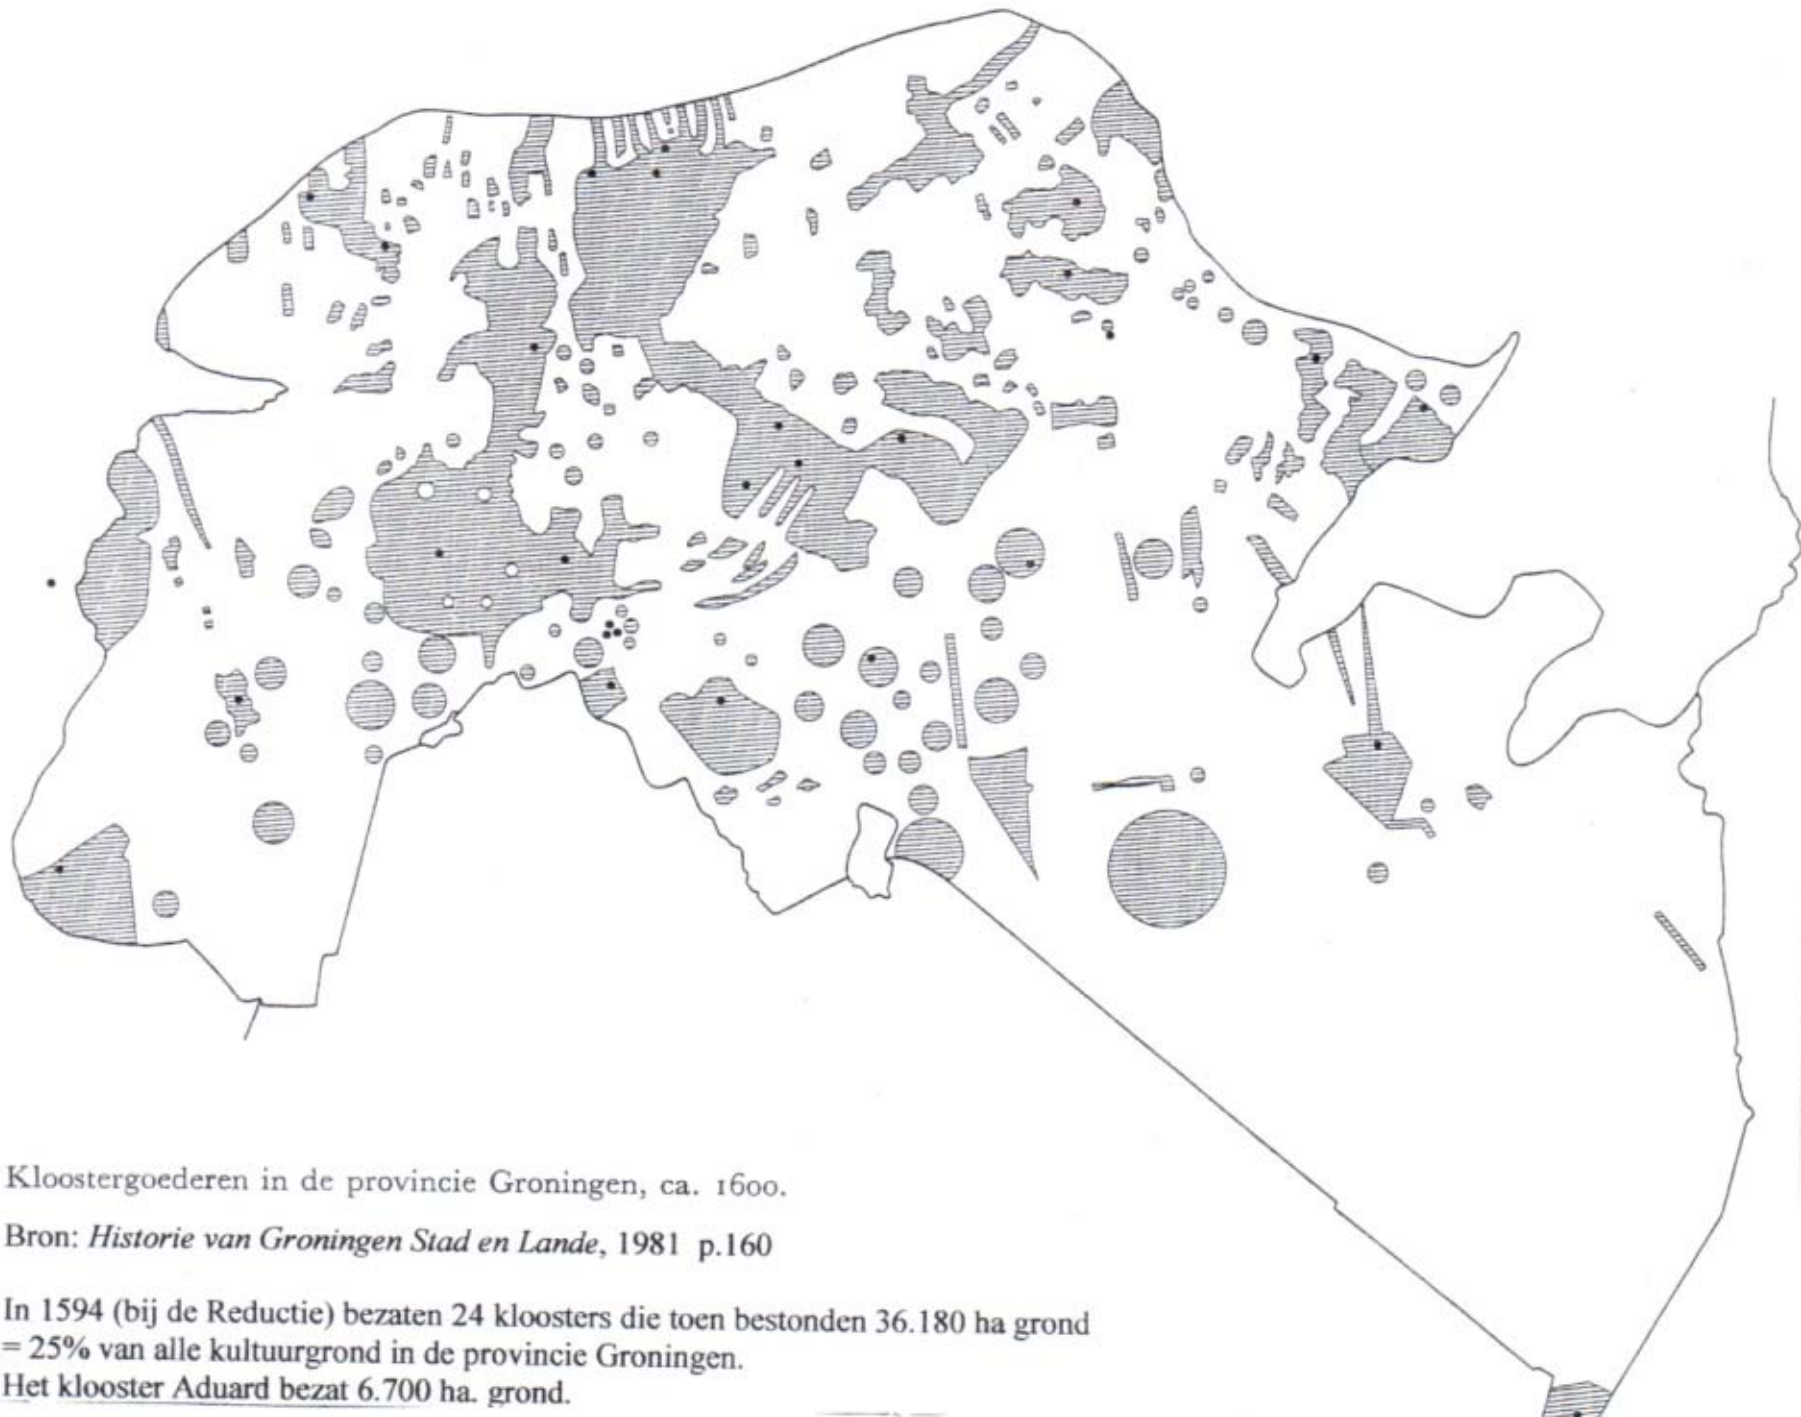 Kloostergoederen in de provincie Groningen, ca. 1600.
Bron: Historie van Groningen Stad en Lande, 1981 p.160
In 1594 (bij de Reductie) bezaten 24 kloosters die toen bestonden 36.180 ha grond
= 25% van alle kultuurgrond in de provincie Groningen.
Het klooster Aduard bezat 6.700 ha. grond.